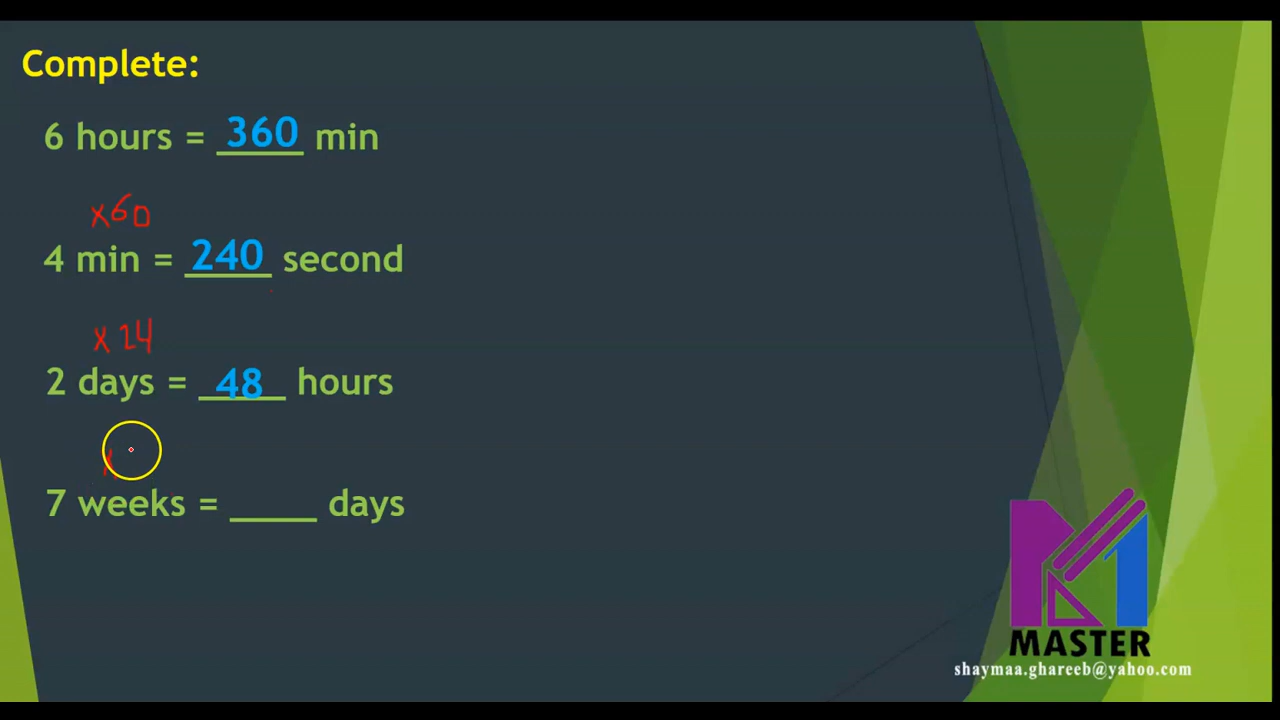 Complete:
6 hours = 360 min
x60
4 min = 240 second
x 24
2 days = 48 hours
x
7 weeks = _____ days
MASTER
shaymaa.ghareeb@yahoo.com